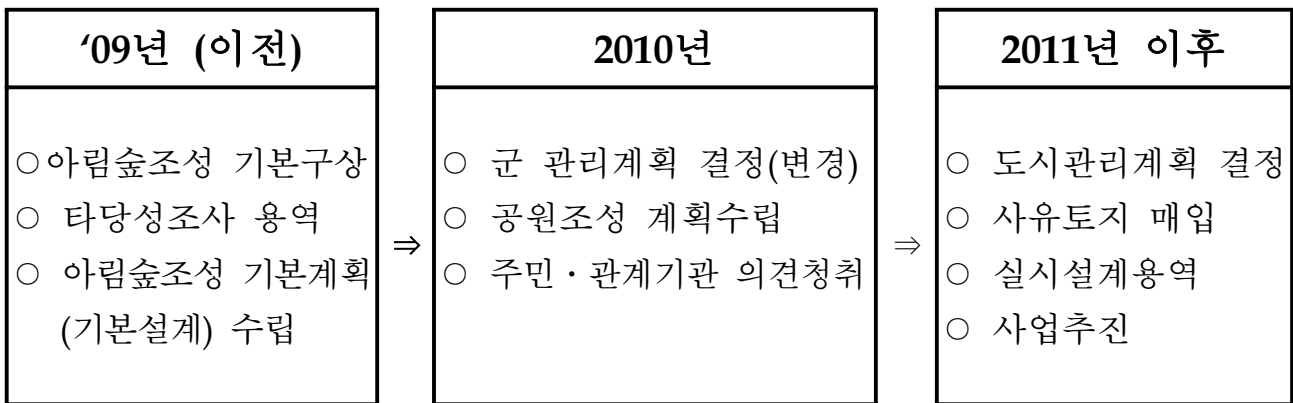 ‘09년 (이전)
○아림숲조성 기본구상
○ 타당성조사 용역
○ 아림숲조성 기본계획
(기본설계) 수립
⇒
2010년
○ 군 관리계획 결정(변경)
○ 공원조성 계획수립
○ 주민·관계기관 의견청취
⇒
2011년 이후
○ 도시관리계획 결정
○ 사유토지 매입
○ 실시설계용역
○ 사업추진